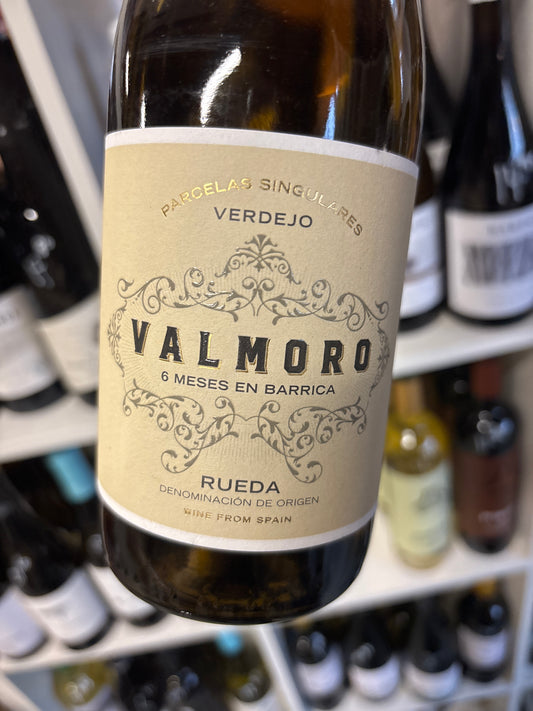 PARCELAS SINGULARES
VERDEJO
VALMORO
6 MESES EN BARRICA
RUEDA
DENOMINACIÓN DE ORIGEN
WINE FROM SPAIN